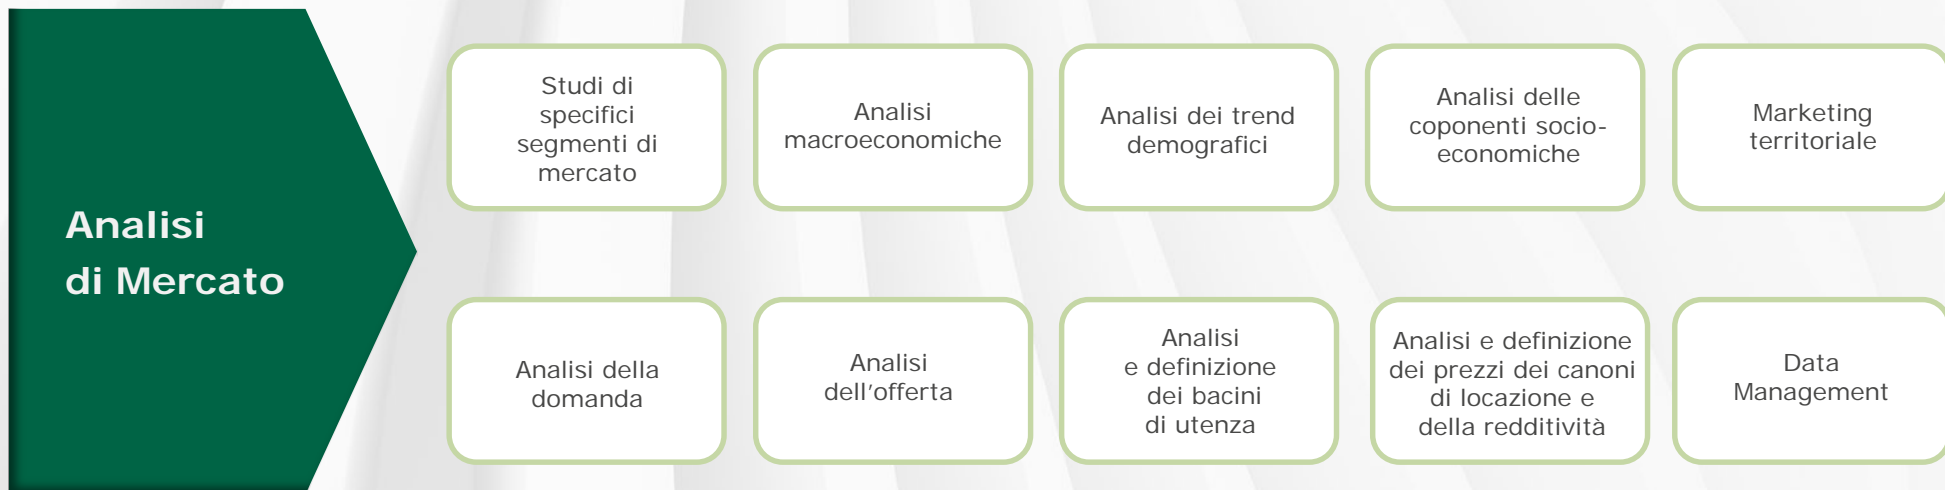 Analisi
di Mercato
Studi di
specifici
segmenti di
mercato
Analisi
macroeconomiche
Analisi dei trend
demografici
Analisi delle
coponenti socio-
economiche
Marketing
territoriale
Analisi della
domanda
Analisi
dell’offerta
Analisi
e definizione
dei bacini
di utenza
Analisi e definizione
dei prezzi dei canoni
di locazione e
della redditività
Data
Management